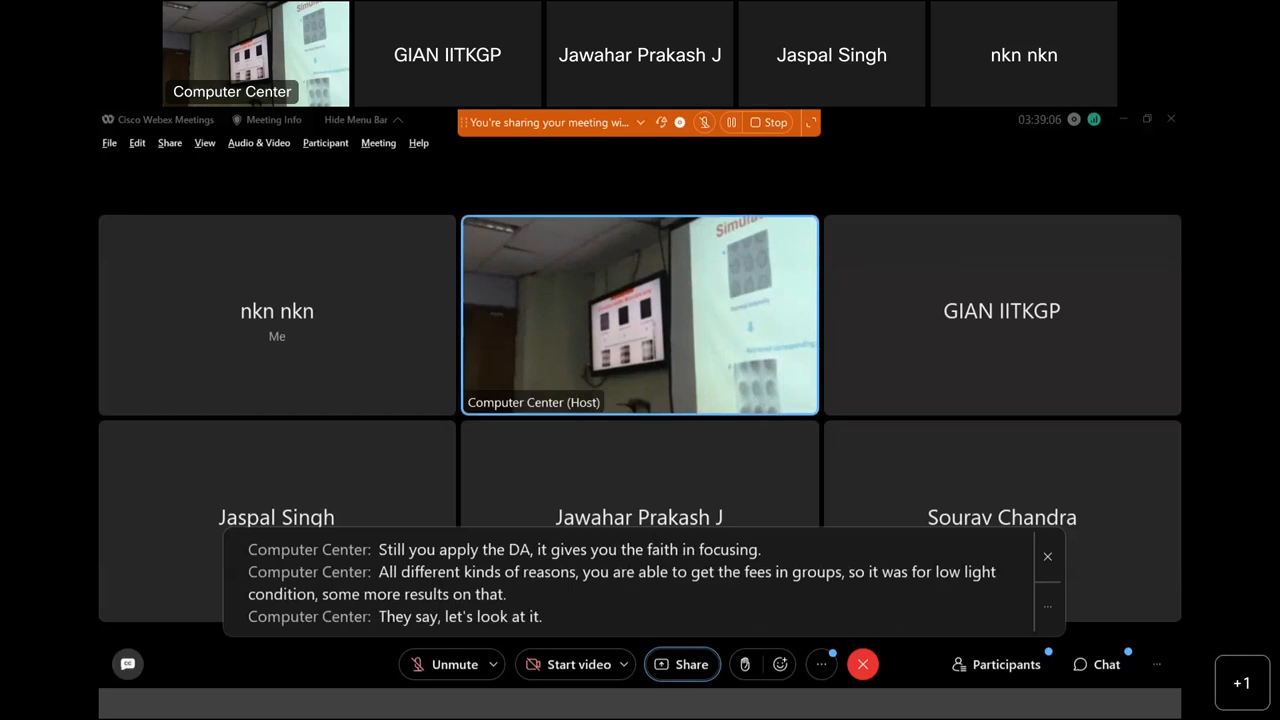 Computer Center
GIAN IITKGP
Jawahar Prakash J
Jaspal Singh
nkn nkn
Cisco Webex Meetings
Meeting Info
Hide Menu Bar
You're sharing your meeting wi...
Stop
03:39:06
File Edit Share View Audio & Video Participant Meeting Help
nkn nkn
Me
Computer Center (Host)
GIAN IITKGP
Jaspal Singh
Jawahar Prakash J
Sourav Chandra
Computer Center: Still you apply the DA, it gives you the faith in focusing.
Computer Center: All different kinds of reasons, you are able to get the fees in groups, so it was for low light
condition, some more results on that.
Computer Center: They say, let's look at it.
Unmute
Start video
Share
Participants
Chat
+1